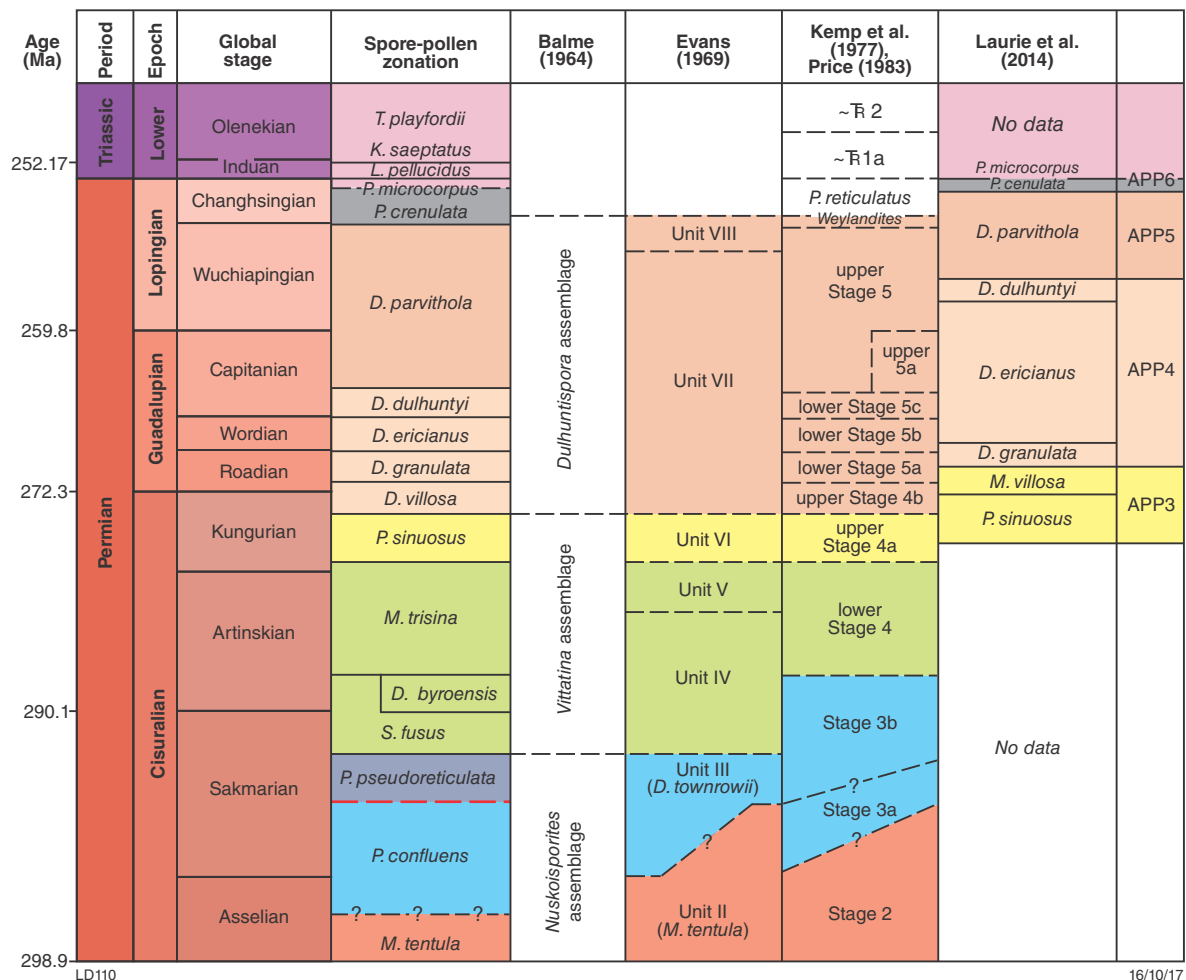 Age
(Ma)
Period
Epoch
Global
stage
Spore-pollen
zonation
Balme
(1964)
Evans
(1969)
Kemp et al.
(1977),
Price (1983)
Laurie et al.
(2014)
252.17
259.8
272.3
290.1
298.9
Triassic
Permian
Lower
Lopingian
Guadalupian
Cisuralian
Olenekian
Induan
Changhsingian
Wuchiapingian
Capitanian
Wordian
Roadian
Kungurian
Artinskian
Sakmarian
Asselian
T. playfordii
K. saeptatus
L. pellucidus
P. microcorpus
P. crenulata
D. parvithola
D. dulhuntyi
D. ericianus
D. granulata
D. villosa
P. sinuosus
M. trisina
D. byroensis
S. fusus
P. pseudoreticulata
P. confluens
? ? ?
M. tentula
Dulhuntispora assemblage
Vittatina assemblage
Nuskoisporites
assemblage
Unit VIII
Unit VII
Unit VI
Unit V
Unit IV
Unit III
(D. townrowii)
?
Unit II
(M. tentula)
~TR 2
~TR 1a
P. reticulatus
Weylandites
upper
Stage 5
upper
5a
lower Stage 5c
lower Stage 5b
lower Stage 5a
upper Stage 4b
upper
Stage 4a
lower
Stage 4
Stage 3b
?
Stage 3a
?
Stage 2
No data
P. microcorpus
P. cenulata
D. parvithola
D. dulhuntyi
D. ericianus
D. granulata
M. villosa
P. sinuosus
No data
APP6
APP5
APP4
APP3
LD110
16/10/17